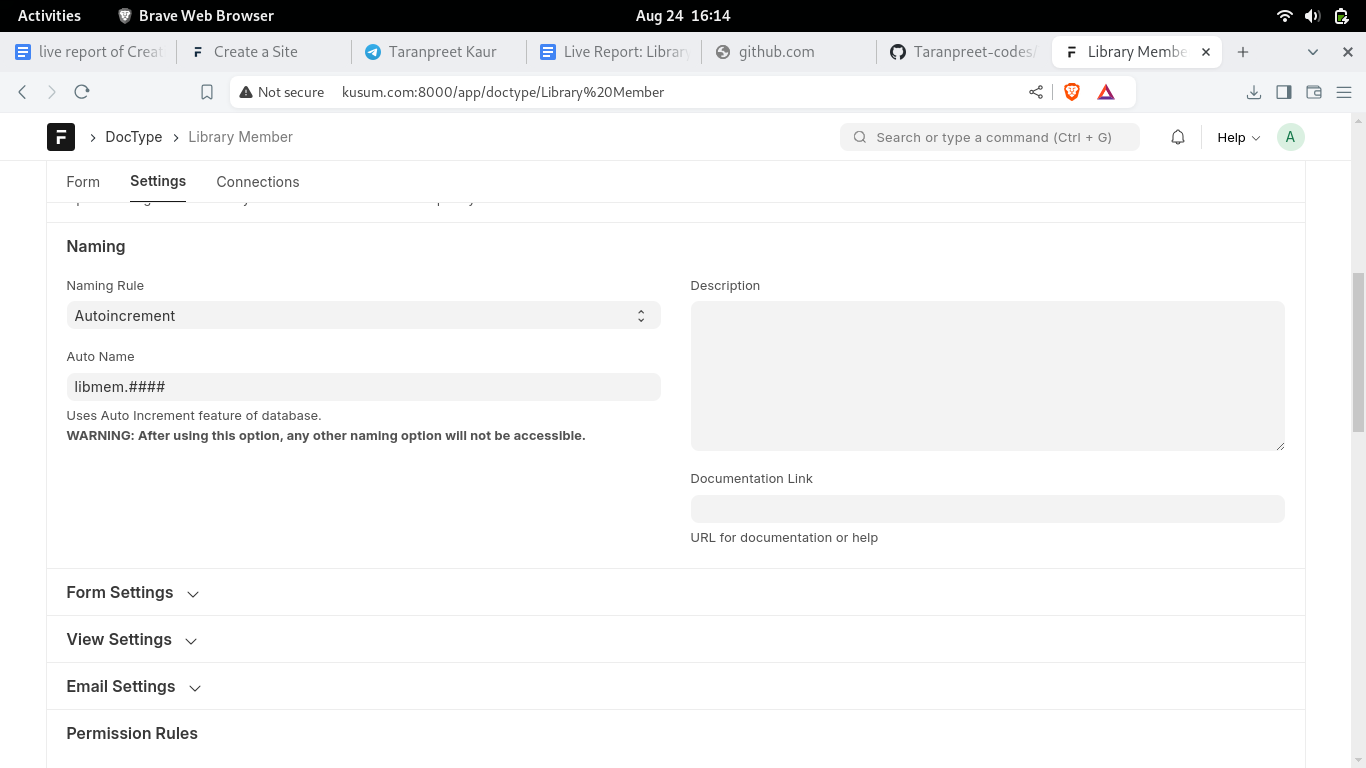 Activities Brave Web Browser Aug 24 16:14
live report of Creat Create a Site Taranpreet Kaur Live Report: Library github.com Taranpreet-codes/ Library Membe
Not secure kusum.com:8000/app/doctype/Library%20Member
F DocType Library Member Search or type a command (Ctrl + G) Help A
Form Settings Connections
Naming
Naming Rule Description
Autoincrement
Auto Name
libmem.####
Uses Auto Increment feature of database.
WARNING: After using this option, any other naming option will not be accessible.
Documentation Link
URL for documentation or help
Form Settings
View Settings
Email Settings
Permission Rules